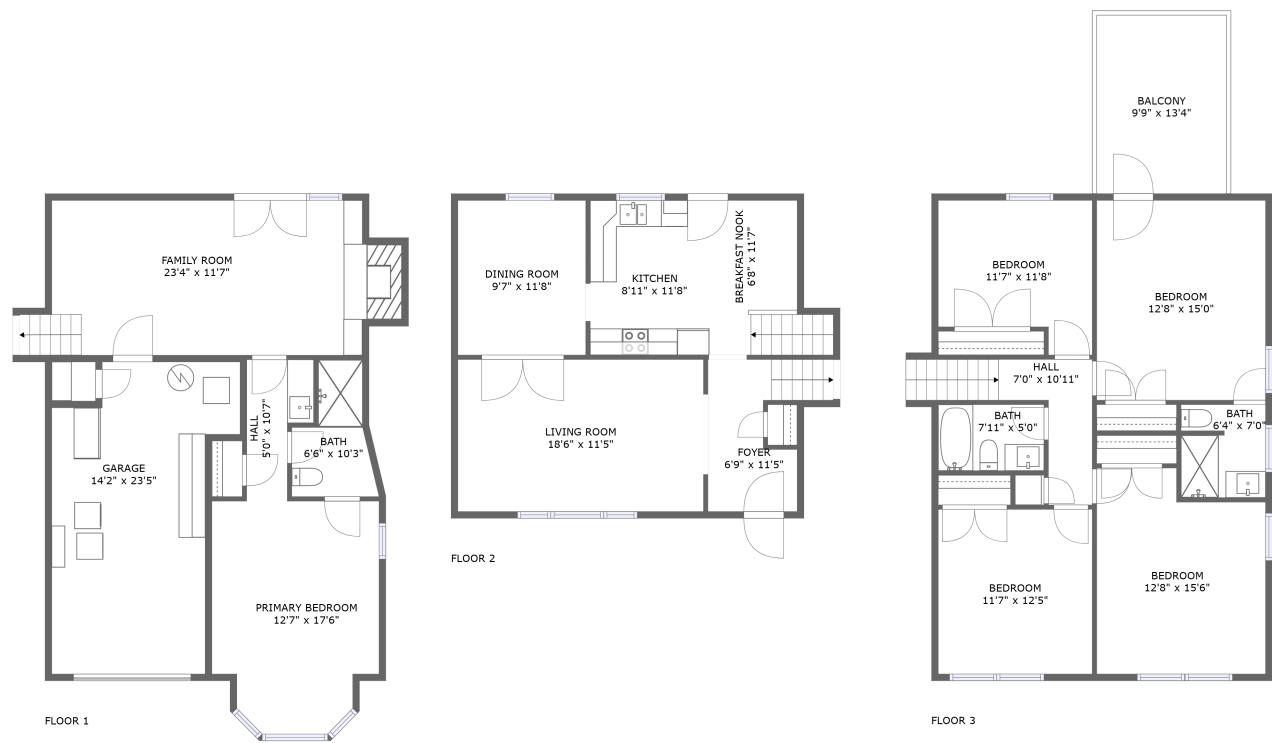 BALCONY
9'9" x 13'4"
FAMILY ROOM
23'4" x 11'7"
HALL
5'0" x 10'7"
BATH
6'6" x 10'3"
GARAGE
14'2" x 23'5"
PRIMARY BEDROOM
12'7" x 17'6"
FLOOR 1
DINING ROOM
9'7" x 11'8"
KITCHEN
8'11" x 11'8"
BREAKFAST NOOK
6'8" x 11'7"
LIVING ROOM
18'6" x 11'5"
FOYER
6'9" x 11'5"
FLOOR 2
BEDROOM
11'7" x 11'8"
BEDROOM
12'8" x 15'0"
HALL
7'0" x 10'11"
BATH
7'11" x 5'0"
BATH
6'4" x 7'0"
BEDROOM
11'7" x 12'5"
BEDROOM
12'8" x 15'6"
FLOOR 3